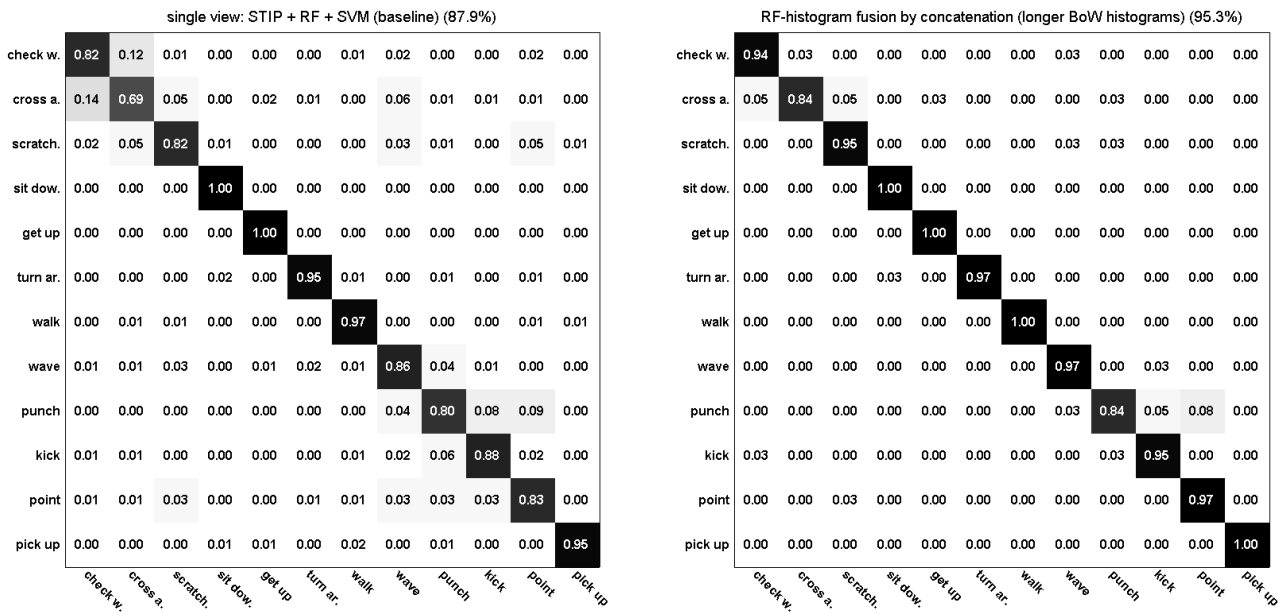 single view: STIP + RF + SVM (baseline) (87.9%)
check w. 0.82 0.12 0.01 0.00 0.00 0.00 0.01 0.02 0.00 0.00 0.02 0.00
cross a. 0.14 0.69 0.05 0.00 0.02 0.01 0.00 0.06 0.01 0.01 0.01 0.00
scratch. 0.02 0.05 0.82 0.01 0.00 0.00 0.00 0.03 0.01 0.00 0.05 0.01
sit dow. 0.00 0.00 0.00 1.00 0.00 0.00 0.00 0.00 0.00 0.00 0.00 0.00
get up 0.00 0.00 0.00 0.00 1.00 0.00 0.00 0.00 0.00 0.00 0.00 0.00
turn ar. 0.00 0.00 0.00 0.02 0.00 0.95 0.01 0.00 0.01 0.00 0.01 0.00
walk 0.00 0.01 0.01 0.00 0.00 0.00 0.97 0.00 0.00 0.00 0.01 0.01
wave 0.01 0.01 0.03 0.00 0.01 0.02 0.01 0.86 0.04 0.01 0.00 0.00
punch 0.00 0.00 0.00 0.00 0.00 0.00 0.00 0.04 0.80 0.08 0.09 0.00
kick 0.01 0.01 0.00 0.00 0.00 0.00 0.01 0.02 0.06 0.88 0.02 0.00
point 0.01 0.01 0.03 0.00 0.00 0.01 0.01 0.03 0.03 0.03 0.83 0.00
pick up 0.00 0.00 0.00 0.01 0.01 0.00 0.02 0.00 0.01 0.00 0.00 0.95
check w. cross a. scratch. sit dow. get up turn ar. walk wave punch kick point pick up
RF-histogram fusion by concatenation (longer BoW histograms) (95.3%)
check w. 0.94 0.03 0.00 0.00 0.00 0.00 0.00 0.03 0.00 0.00 0.00 0.00
cross a. 0.05 0.84 0.05 0.00 0.03 0.00 0.00 0.00 0.03 0.00 0.00 0.00
scratch. 0.00 0.00 0.95 0.00 0.00 0.00 0.00 0.03 0.03 0.00 0.00 0.00
sit dow. 0.00 0.00 0.00 1.00 0.00 0.00 0.00 0.00 0.00 0.00 0.00 0.00
get up 0.00 0.00 0.00 0.00 1.00 0.00 0.00 0.00 0.00 0.00 0.00 0.00
turn ar. 0.00 0.00 0.00 0.03 0.00 0.97 0.00 0.00 0.00 0.00 0.00 0.00
walk 0.00 0.00 0.00 0.00 0.00 0.00 1.00 0.00 0.00 0.00 0.00 0.00
wave 0.00 0.00 0.00 0.00 0.00 0.00 0.00 0.97 0.00 0.03 0.00 0.00
punch 0.00 0.00 0.00 0.00 0.00 0.00 0.00 0.03 0.84 0.05 0.08 0.00
kick 0.03 0.00 0.00 0.00 0.00 0.00 0.00 0.00 0.03 0.95 0.00 0.00
point 0.00 0.00 0.03 0.00 0.00 0.00 0.00 0.00 0.00 0.00 0.97 0.00
pick up 0.00 0.00 0.00 0.00 0.00 0.00 0.00 0.00 0.00 0.00 0.00 1.00
check w. cross a. scratch. sit dow. get up turn ar. walk wave punch kick point pick up